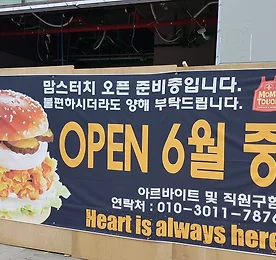 맘스터치 오픈 준비중입니다.
불편하시더라도 양해 부탁드립니다.
MOM'S
TOUCH
OPEN 6월 중
아르바이트 및 직원구함
연락처 : 010-3011-7876
Heart is always here